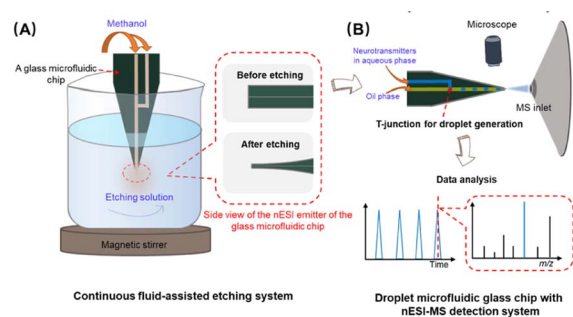 (A)
Methanol
A glass microfluidic
chip
Before etching
After etching
Etching solution
Side view of the nESI emitter of the
glass microfluidic chip
Magnetic stirrer
Continuous fluid-assisted etching system
(B)
Microscope
Neurotransmitters
in aqueous phase
Oil phase
MS inlet
T-junction for droplet generation
Data analysis
Time
m/z
Droplet microfluidic glass chip with
nESI-MS detection system